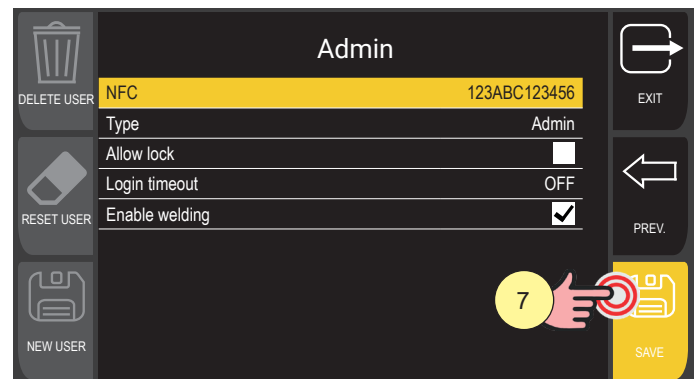 Admin
DELETE USER
NFC 123ABC123456
EXIT
Type Admin
Allow lock
Login timeout OFF
RESET USER
Enable welding
PREV.
7
NEW USER
SAVE